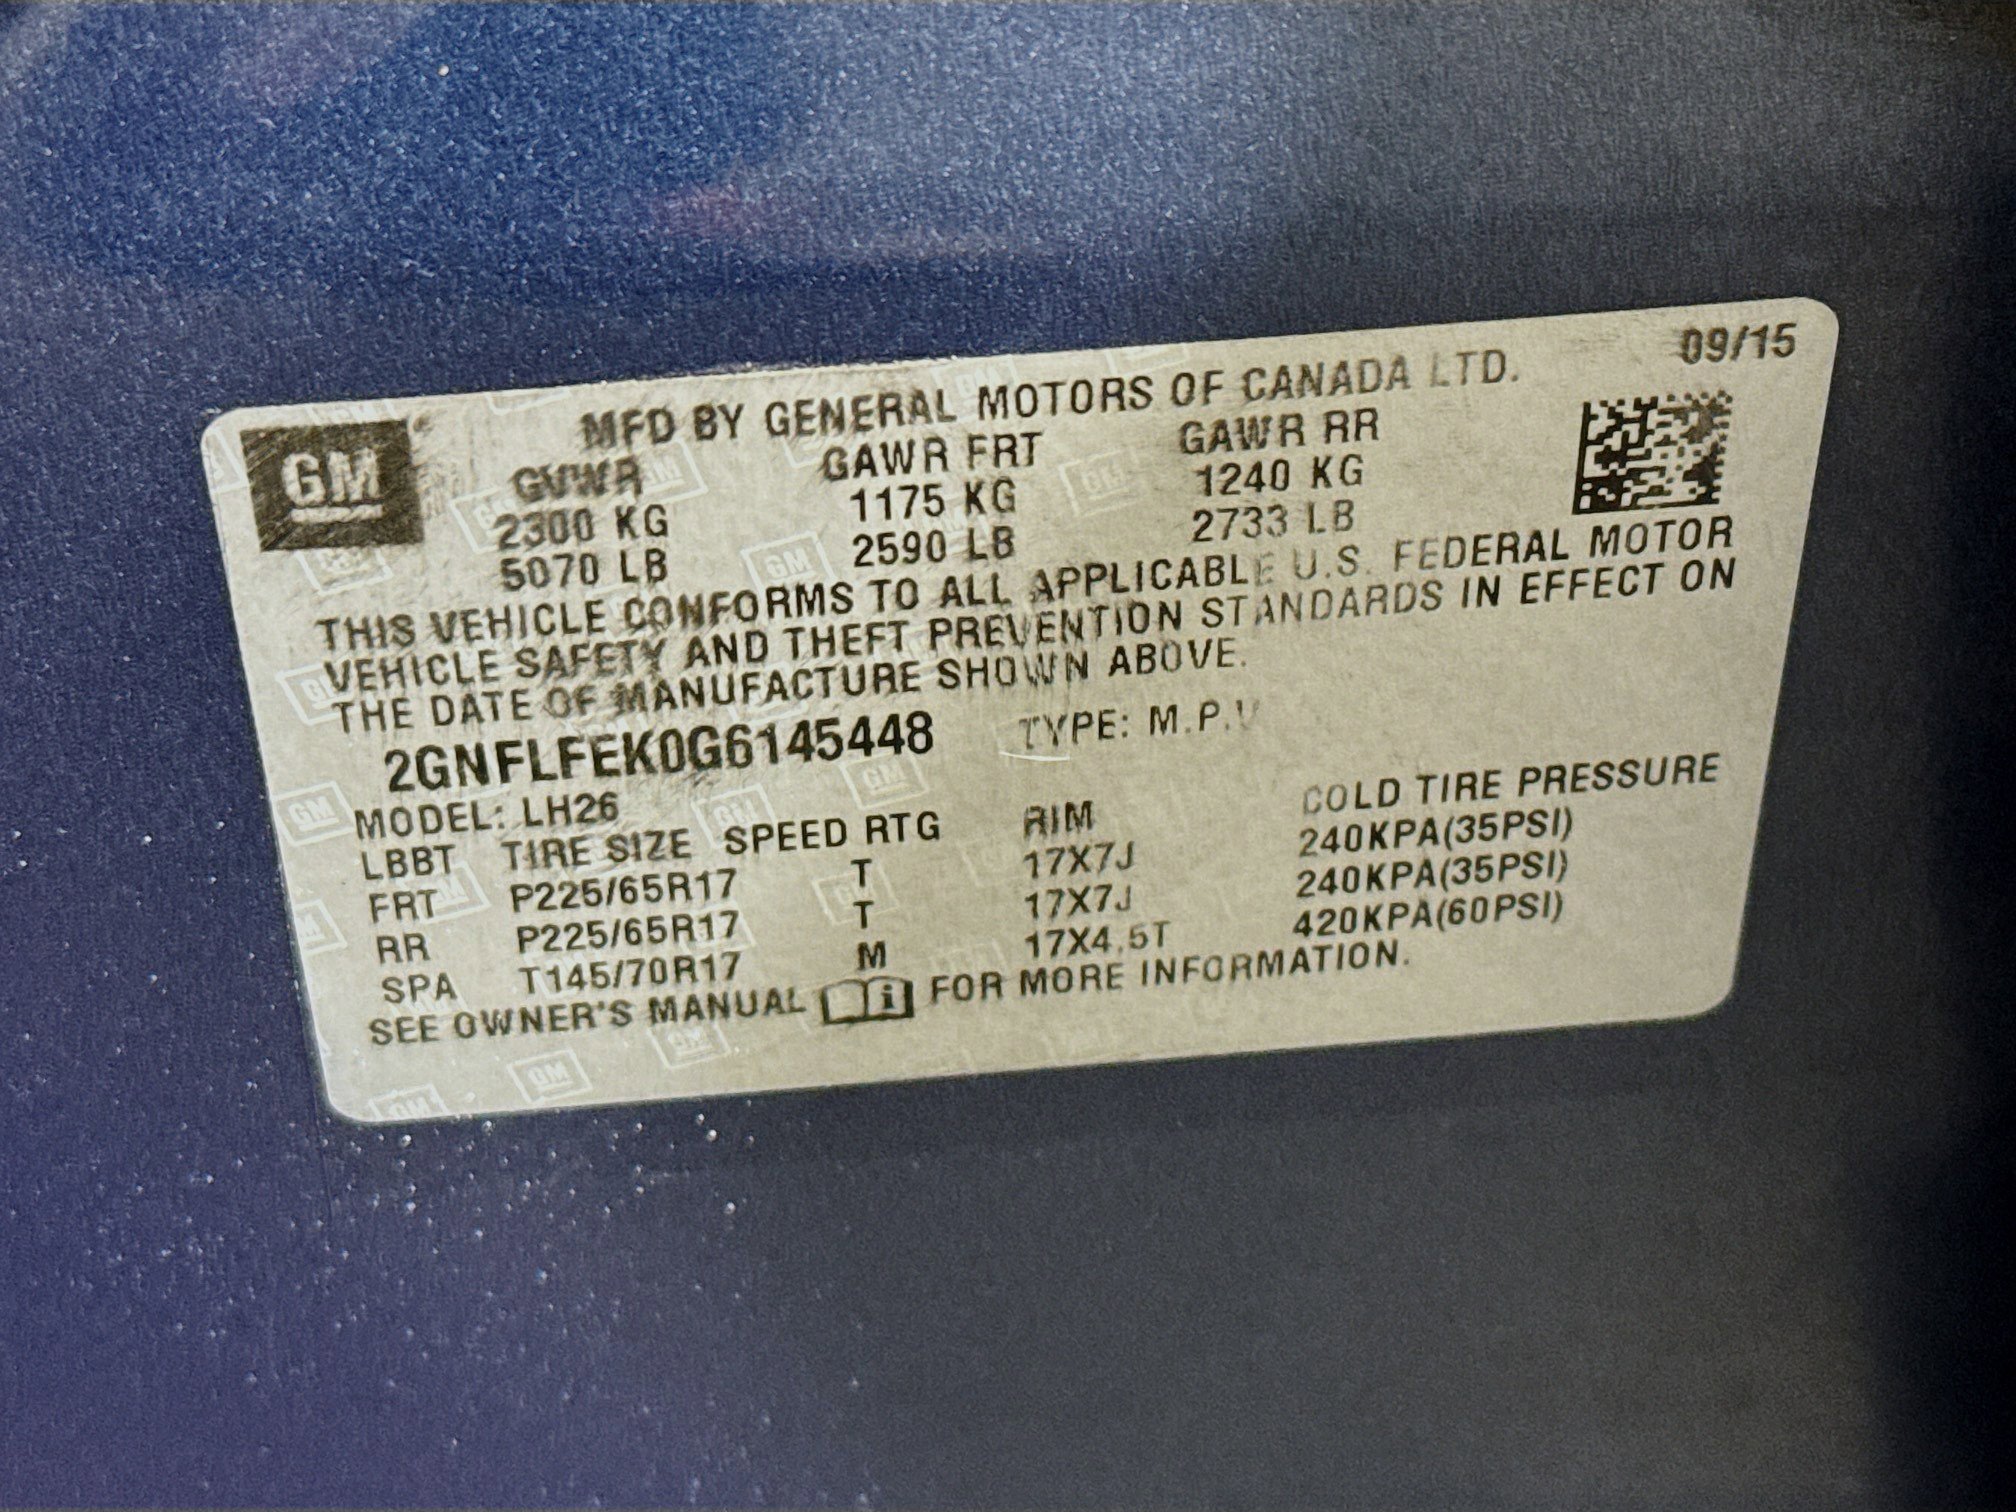 09/15
MFD BY GENERAL MOTORS OF CANADA LTD.
GM
GVWR GAWR FRT GAWR RR
2300 KG 1175 KG 1240 KG
5070 LB 2590 LB 2733 LB
THIS VEHICLE CONFORMS TO ALL APPLICABLE U.S. FEDERAL MOTOR
VEHICLE SAFETY AND THEFT PREVENTION STANDARDS IN EFFECT ON
THE DATE OF MANUFACTURE SHOWN ABOVE.
2GNFLFEK0G6145448 TYPE: M.P.V
MODEL: LH26
LBBT TIRE SIZE SPEED RTG RIM COLD TIRE PRESSURE
FRT P225/65R17 T 17X7J 240KPA(35PSI)
RR P225/65R17 T 17X7J 240KPA(35PSI)
SPA T145/70R17 M 17X4.5T 420KPA(60PSI)
SEE OWNER'S MANUAL FOR MORE INFORMATION.